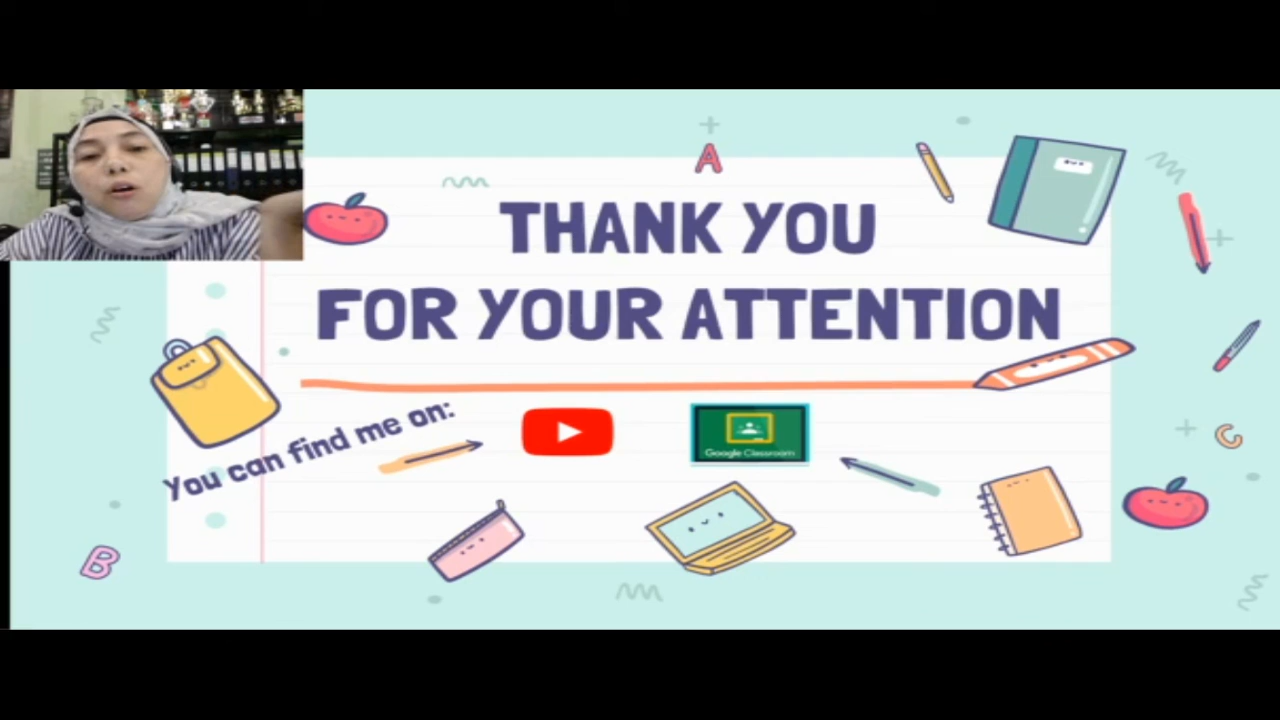 A
THANK YOU
FOR YOUR ATTENTION
You can find me on:
Google Classroom
C
B